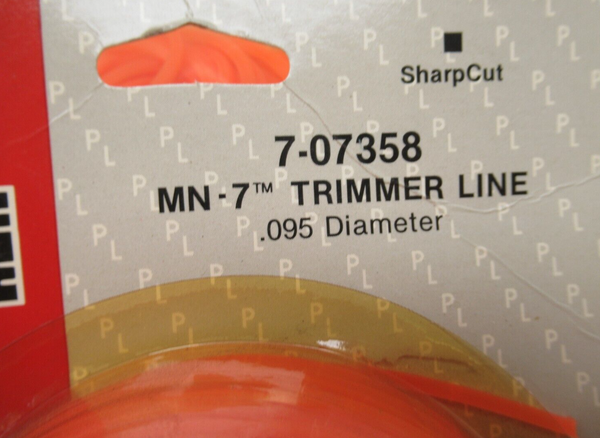 SharpCut
7-07358
MN-7™ TRIMMER LINE
.095 Diameter